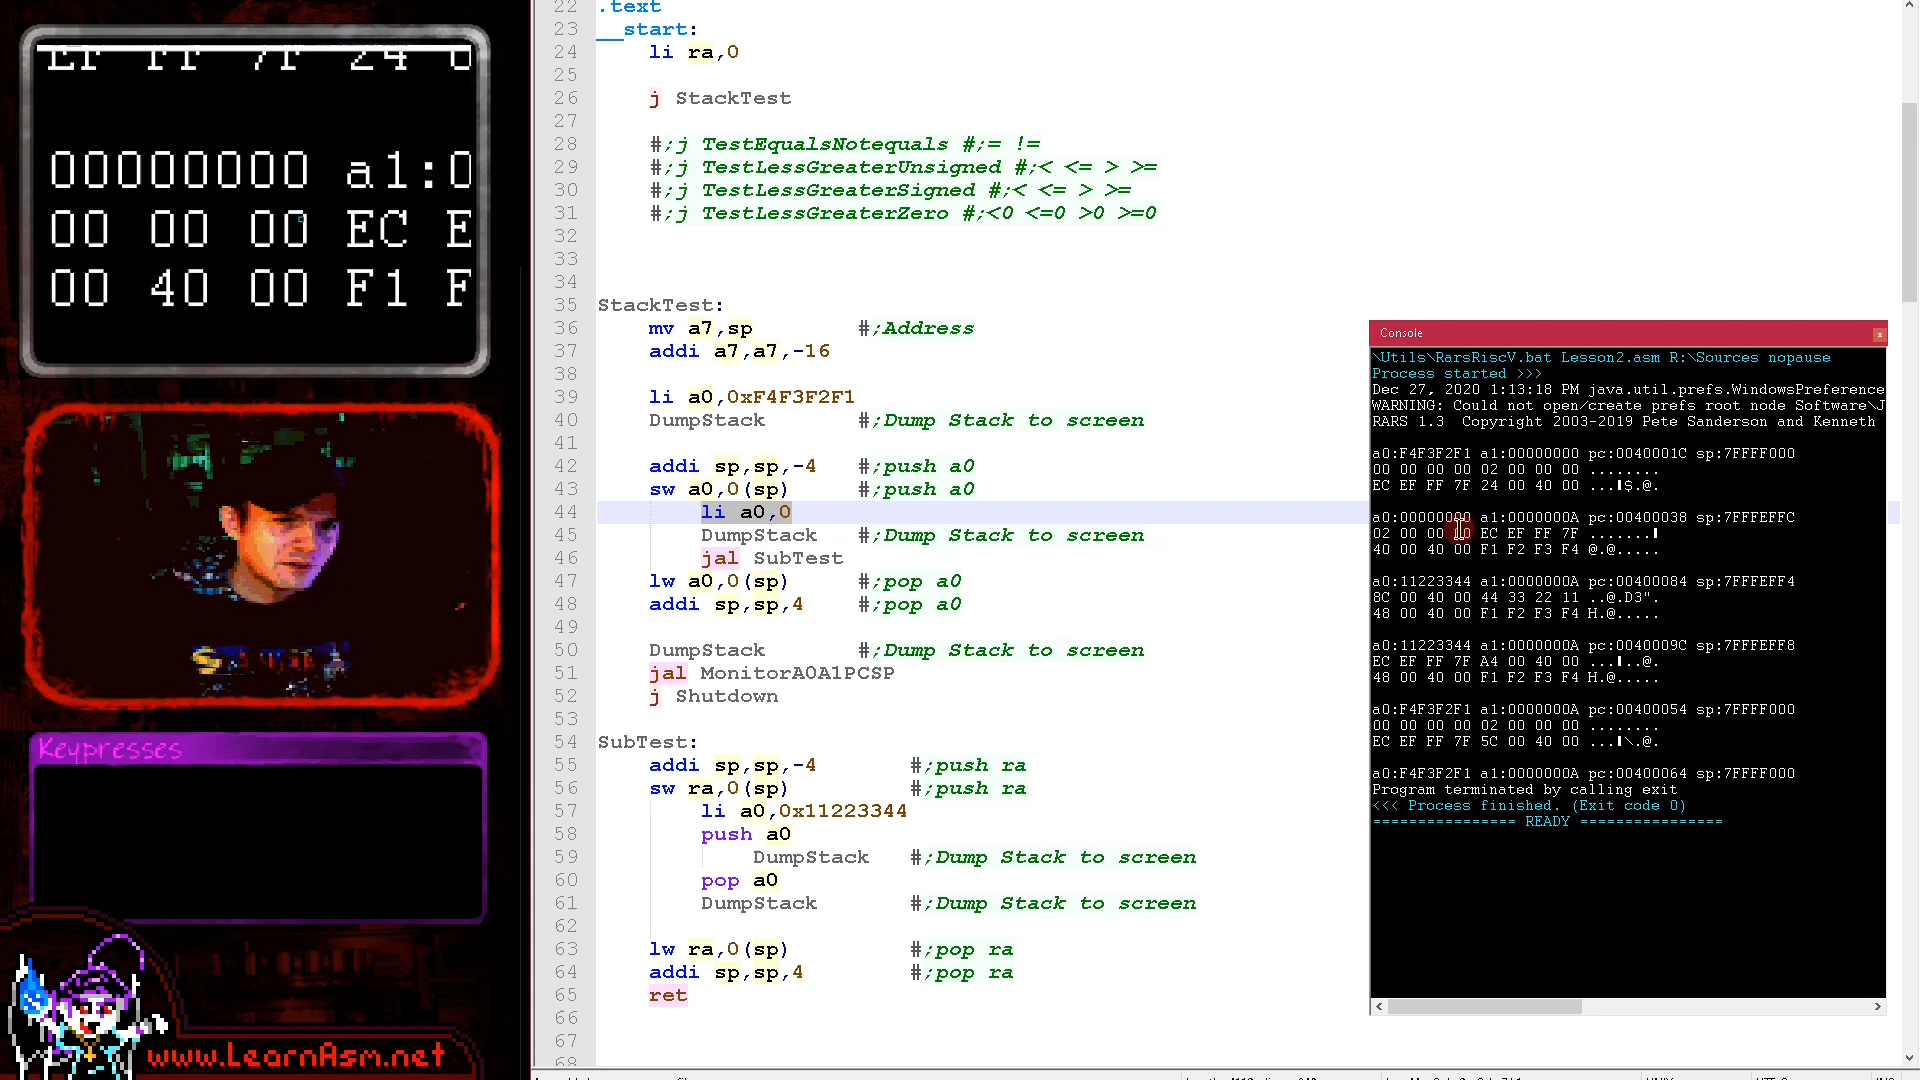 EF FF 7F 24 0
00000000 a1:0
00 00 00 EC E
00 40 00 F1 F
Keypresses
www.LearnAsm.net
22 .text
23 __start:
24 li ra,0
25
26 j StackTest
27
28 #;j TestEqualsNotequals #;= !=
29 #;j TestLessGreaterUnsigned #;< <= > >=
30 #;j TestLessGreaterSigned #;< <= > >=
31 #;j TestLessGreaterZero #;<0 <=0 >0 >=0
32
33
34
35 StackTest:
36 mv a7,sp #;Address
37 addi a7,a7,-16
38
39 li a0,0xF4F3F2F1
40 DumpStack #;Dump Stack to screen
41
42 addi sp,sp,-4 #;push a0
43 sw a0,0(sp) #;push a0
44 li a0,0
45 DumpStack #;Dump Stack to screen
46 jal SubTest
47 lw a0,0(sp) #;pop a0
48 addi sp,sp,4 #;pop a0
49
50 DumpStack #;Dump Stack to screen
51 jal MonitorA0A1PCSP
52 j Shutdown
53
54 SubTest:
55 addi sp,sp,-4 #;push ra
56 sw ra,0(sp) #;push ra
57 li a0,0x11223344
58 push a0
59 DumpStack #;Dump Stack to screen
60 pop a0
61 DumpStack #;Dump Stack to screen
62
63 lw ra,0(sp) #;pop ra
64 addi sp,sp,4 #;pop ra
65 ret
66
67
68
Console
\Utils\RarsRiscV.bat Lesson2.asm R:\Sources nopause
Process started >>>
Dec 27, 2020 1:13:18 PM java.util.prefs.WindowsPreference
WARNING: Could not open/create prefs root node Software\J
RARS 1.3 Copyright 2003-2019 Pete Sanderson and Kenneth
a0:F4F3F2F1 a1:00000000 pc:0040001C sp:7FFFF000
00 00 00 00 02 00 00 00 ........
EC EF FF 7F 24 00 40 00 ...▮$.@.
a0:00000000 a1:0000000A pc:00400038 sp:7FFFEFFC
02 00 00 00 EC EF FF 7F .......▮
40 00 40 00 F1 F2 F3 F4 @.@.....
a0:11223344 a1:0000000A pc:00400084 sp:7FFFEFF4
8C 00 40 00 44 33 22 11 ..@.D3".
48 00 40 00 F1 F2 F3 F4 H.@.....
a0:11223344 a1:0000000A pc:0040009C sp:7FFFEFF8
EC EF FF 7F A4 00 40 00 ...▮..@.
48 00 40 00 F1 F2 F3 F4 H.@.....
a0:F4F3F2F1 a1:0000000A pc:00400054 sp:7FFFF000
00 00 00 00 02 00 00 00 ........
EC EF FF 7F 5C 00 40 00 ...▮\.@.
a0:F4F3F2F1 a1:0000000A pc:00400064 sp:7FFFF000
Program terminated by calling exit
<<< Process finished. (Exit code 0)
================ READY ================